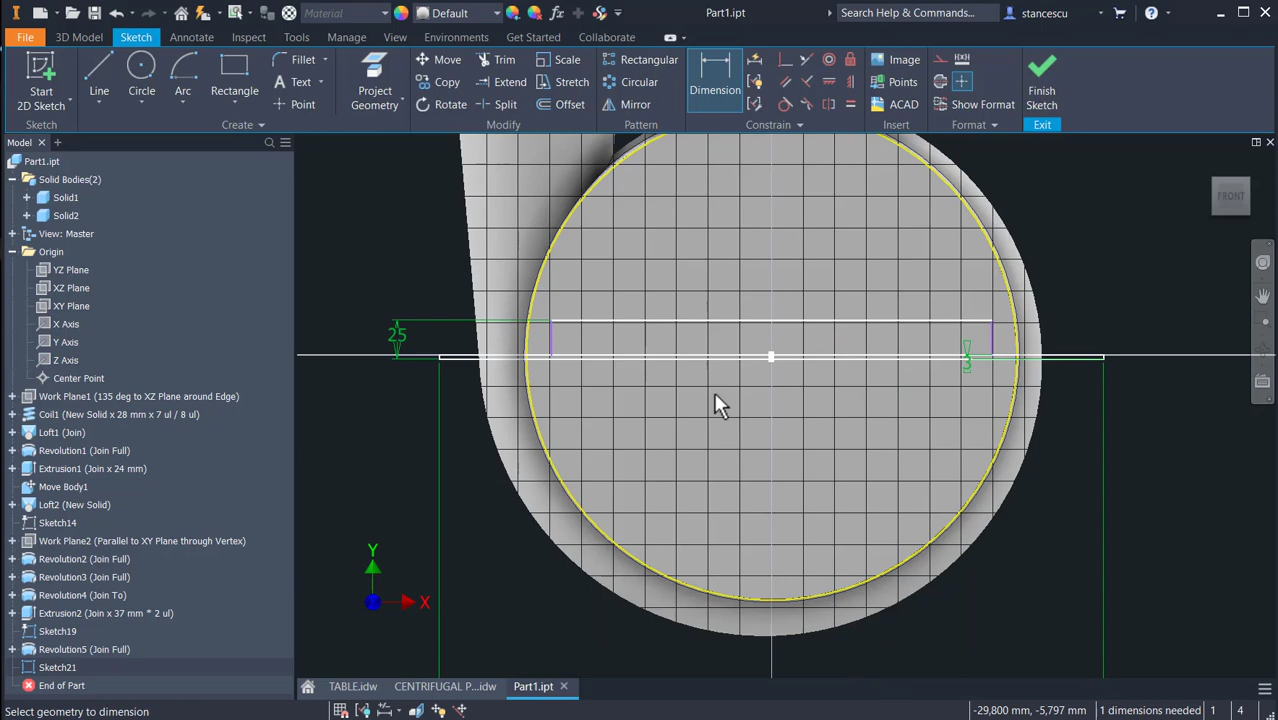 Material
Default
Part1.ipt
Search Help & Commands...
stancescu
File
3D Model
Sketch
Annotate
Inspect
Tools
Manage
View
Environments
Get Started
Collaborate
Start
2D Sketch
Line
Circle
Arc
Rectangle
Fillet
Text
Point
Project
Geometry
Move
Copy
Rotate
Trim
Extend
Split
Scale
Stretch
Offset
Rectangular
Circular
Mirror
Dimension
Image
Points
ACAD
Show Format
Finish
Sketch
Sketch
Create
Modify
Pattern
Constrain
Insert
Format
Exit
Model
Part1.ipt
Solid Bodies(2)
Solid1
Solid2
View: Master
Origin
YZ Plane
XZ Plane
XY Plane
X Axis
Y Axis
Z Axis
Center Point
Work Plane1 (135 deg to XZ Plane around Edge)
Coil1 (New Solid x 28 mm x 7 ul / 8 ul)
Loft1 (Join)
Revolution1 (Join Full)
Extrusion1 (Join x 24 mm)
Move Body1
Loft2 (New Solid)
Sketch14
Work Plane2 (Parallel to XY Plane through Vertex)
Revolution2 (Join Full)
Revolution3 (Join Full)
Revolution4 (Join To)
Extrusion2 (Join x 37 mm * 2 ul)
Sketch19
Revolution5 (Join Full)
Sketch21
End of Part
FRONT
25
3
Y
X
TABLE.idw
CENTRIFUGAL P...idw
Part1.ipt
Select geometry to dimension
-29,800 mm, -5,797 mm
1 dimensions needed
1
4